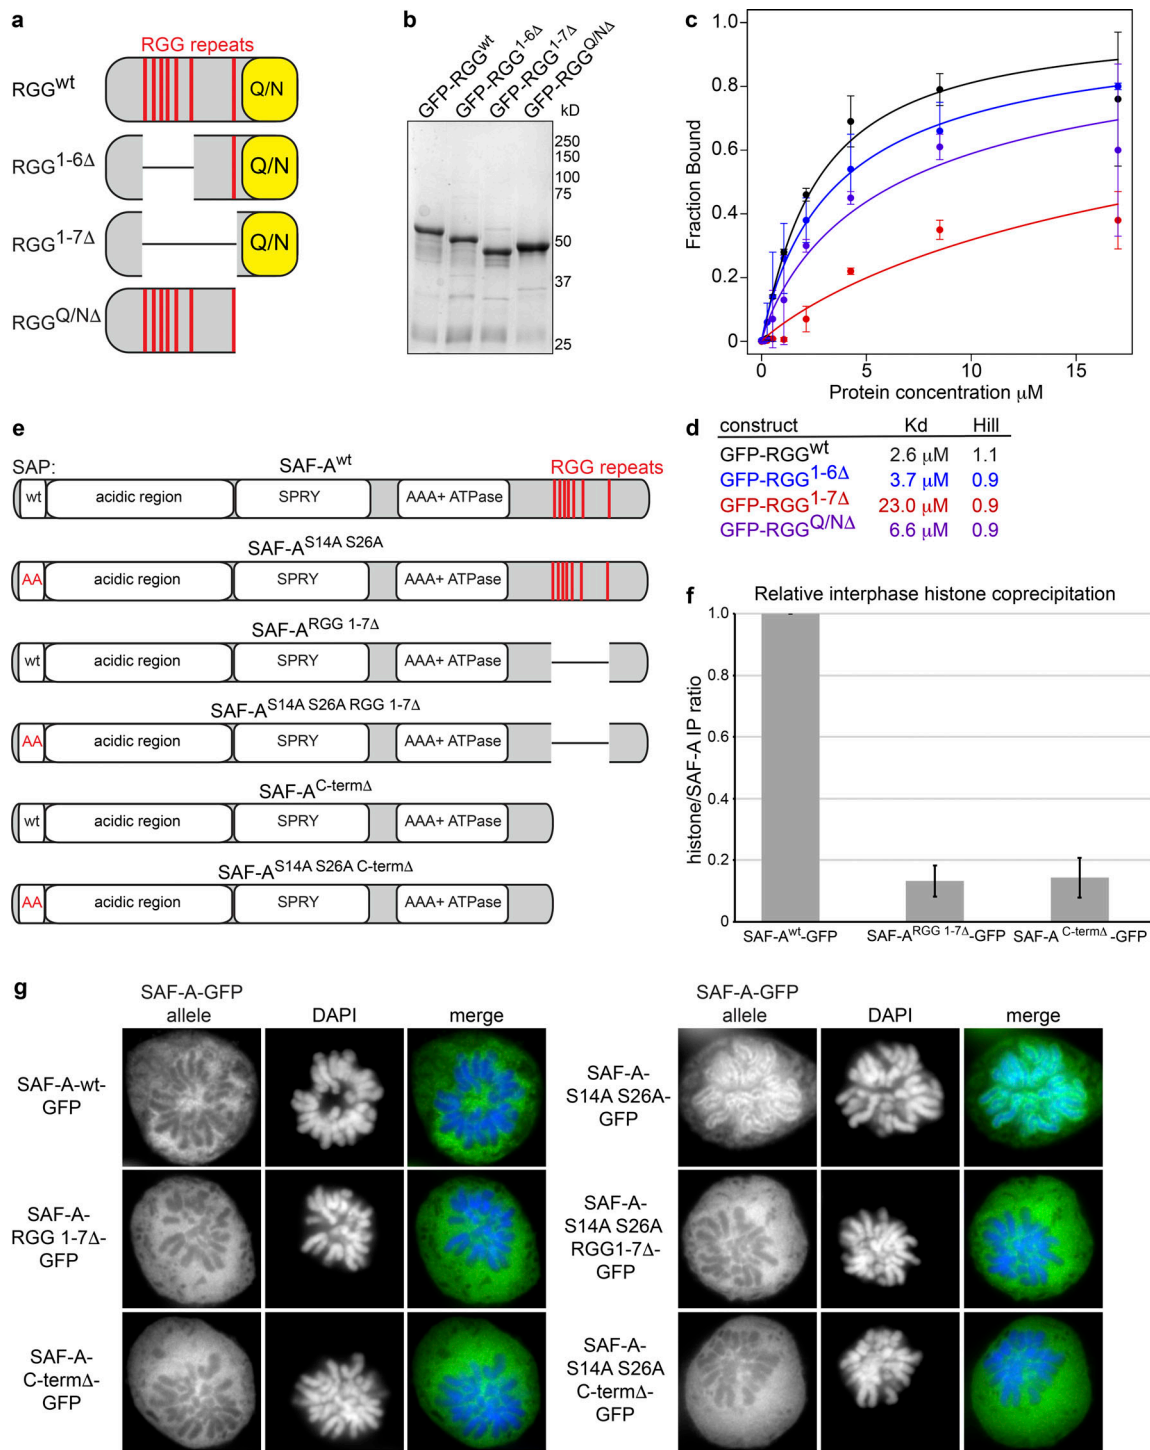 a
RGG repeats
RGGwt
Q/N
RGG1-6Δ
Q/N
RGG1-7Δ
Q/N
RGGQ/NΔ
b
GFP-RGGwt
GFP-RGG1-6Δ
GFP-RGG1-7Δ
GFP-RGGQ/NΔ
kD
250
150
100
75
50
37
25
c
Fraction Bound
1.0
0.8
0.6
0.4
0.2
0
0 5 10 15
Protein concentration μM
d
construct Kd Hill
GFP-RGGwt 2.6 μM 1.1
GFP-RGG1-6Δ 3.7 μM 0.9
GFP-RGG1-7Δ 23.0 μM 0.9
GFP-RGGQ/NΔ 6.6 μM 0.9
e
SAP: SAF-Awt RGG repeats
wt acidic region SPRY AAA+ ATPase
SAF-AS14A S26A
AA acidic region SPRY AAA+ ATPase
SAF-ARGG 1-7Δ
wt acidic region SPRY AAA+ ATPase
SAF-AS14A S26A RGG 1-7Δ
AA acidic region SPRY AAA+ ATPase
SAF-AC-termΔ
wt acidic region SPRY AAA+ ATPase
SAF-AS14A S26A C-termΔ
AA acidic region SPRY AAA+ ATPase
f
Relative interphase histone coprecipitation
histone/SAF-A IP ratio
1.0
0.8
0.6
0.4
0.2
0
SAF-Awt-GFP SAF-ARGG 1-7Δ-GFP SAF-A C-termΔ-GFP
g
SAF-A-GFP
allele DAPI merge
SAF-A-wt-
GFP
SAF-A-
RGG 1-7Δ-
GFP
SAF-A-
C-termΔ-
GFP
SAF-A-GFP
allele DAPI merge
SAF-A-
S14A S26A-
GFP
SAF-A-
S14A S26A
RGG1-7Δ-
GFP
SAF-A-
S14A S26A
C-termΔ-
GFP